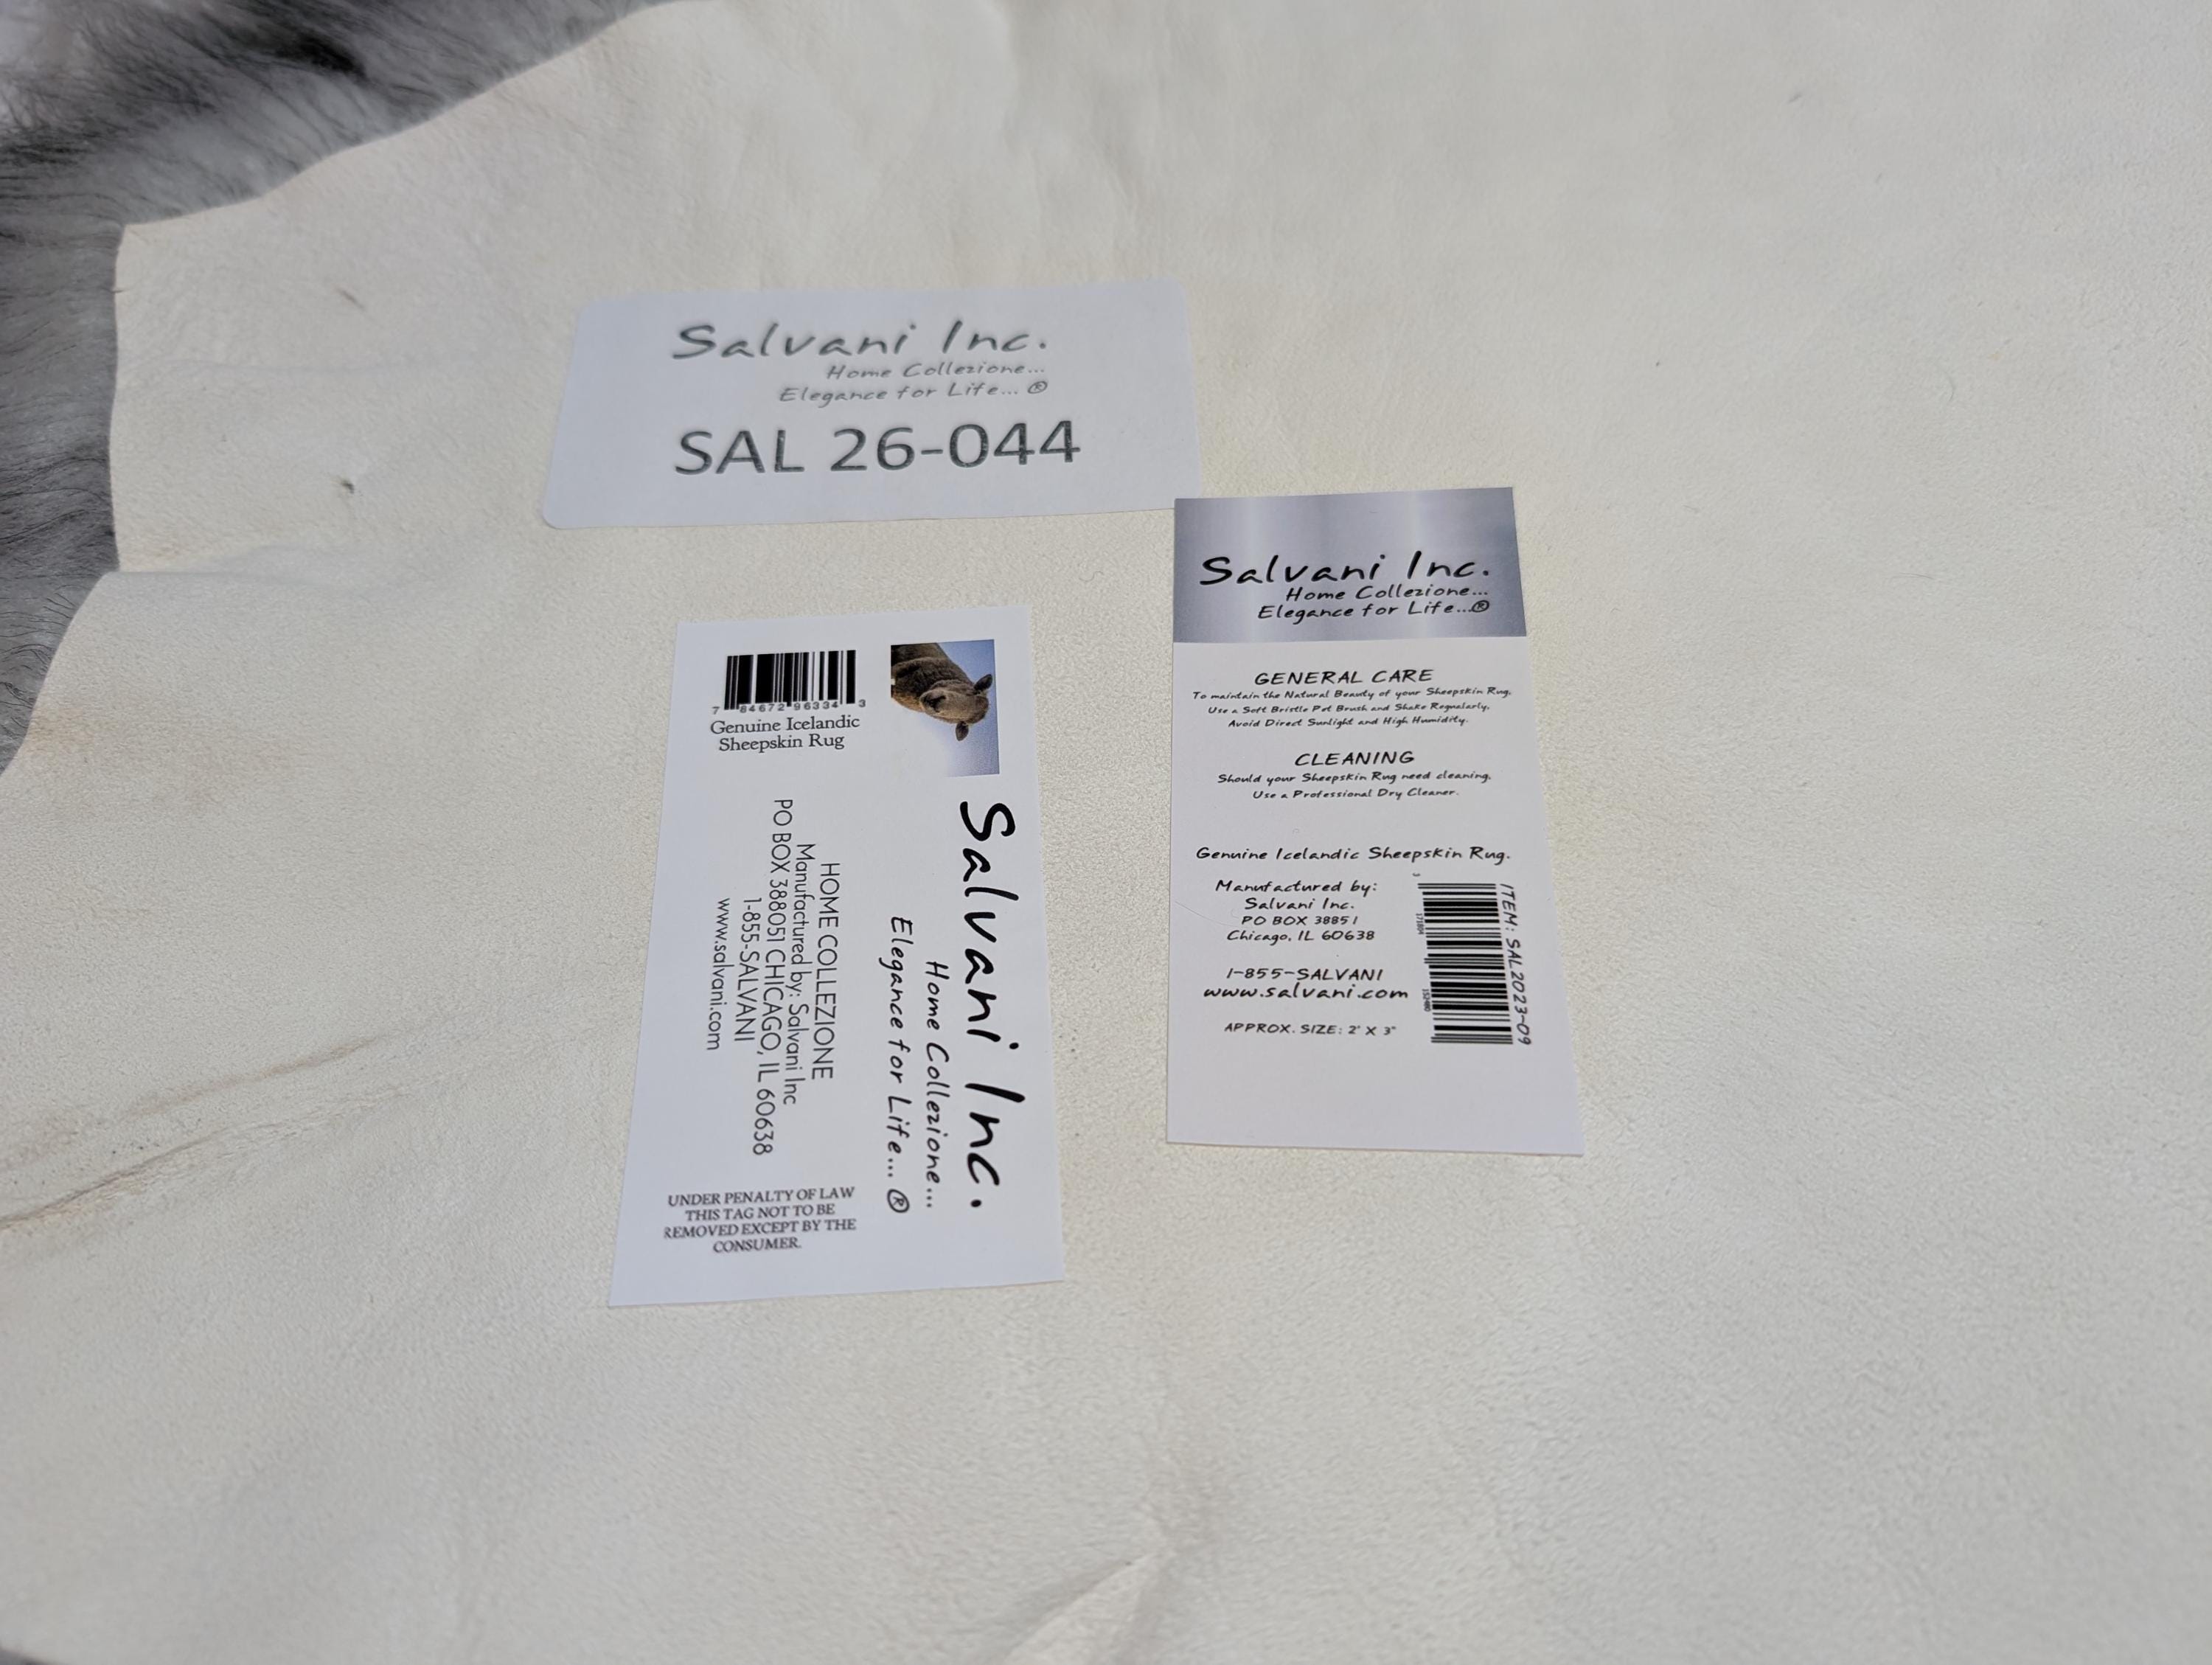 Salvani Inc.
Home Collezione...
Elegance for Life... ®
SAL 26-044
7 84672 96334 3
Genuine Icelandic
Sheepskin Rug
Salvani Inc.
Home Collezione...
Elegance for Life... ®
HOME COLLEZIONE
Manufactured by: Salvani Inc
PO BOX 388051 CHICAGO, IL 60638
1-855-SALVANI
www.salvani.com
UNDER PENALTY OF LAW
THIS TAG NOT TO BE
REMOVED EXCEPT BY THE
CONSUMER.
Salvani Inc.
Home Collezione...
Elegance for Life...®
GENERAL CARE
To maintain the Natural Beauty of your Sheepskin Rug,
Use a Soft Bristle Pet Brush and Shake Regualarly,
Avoid Direct Sunlight and High Humidity.
CLEANING
Should your Sheepskin Rug need cleaning,
Use a Professional Dry Cleaner.
Genuine Icelandic Sheepskin Rug.
Manufactured by:
Salvani Inc.
PO BOX 38851
Chicago, IL 60638
1-855-SALVANI
www.salvani.com
APPROX. SIZE: 2' X 3'
ITEM: SAL2023-09